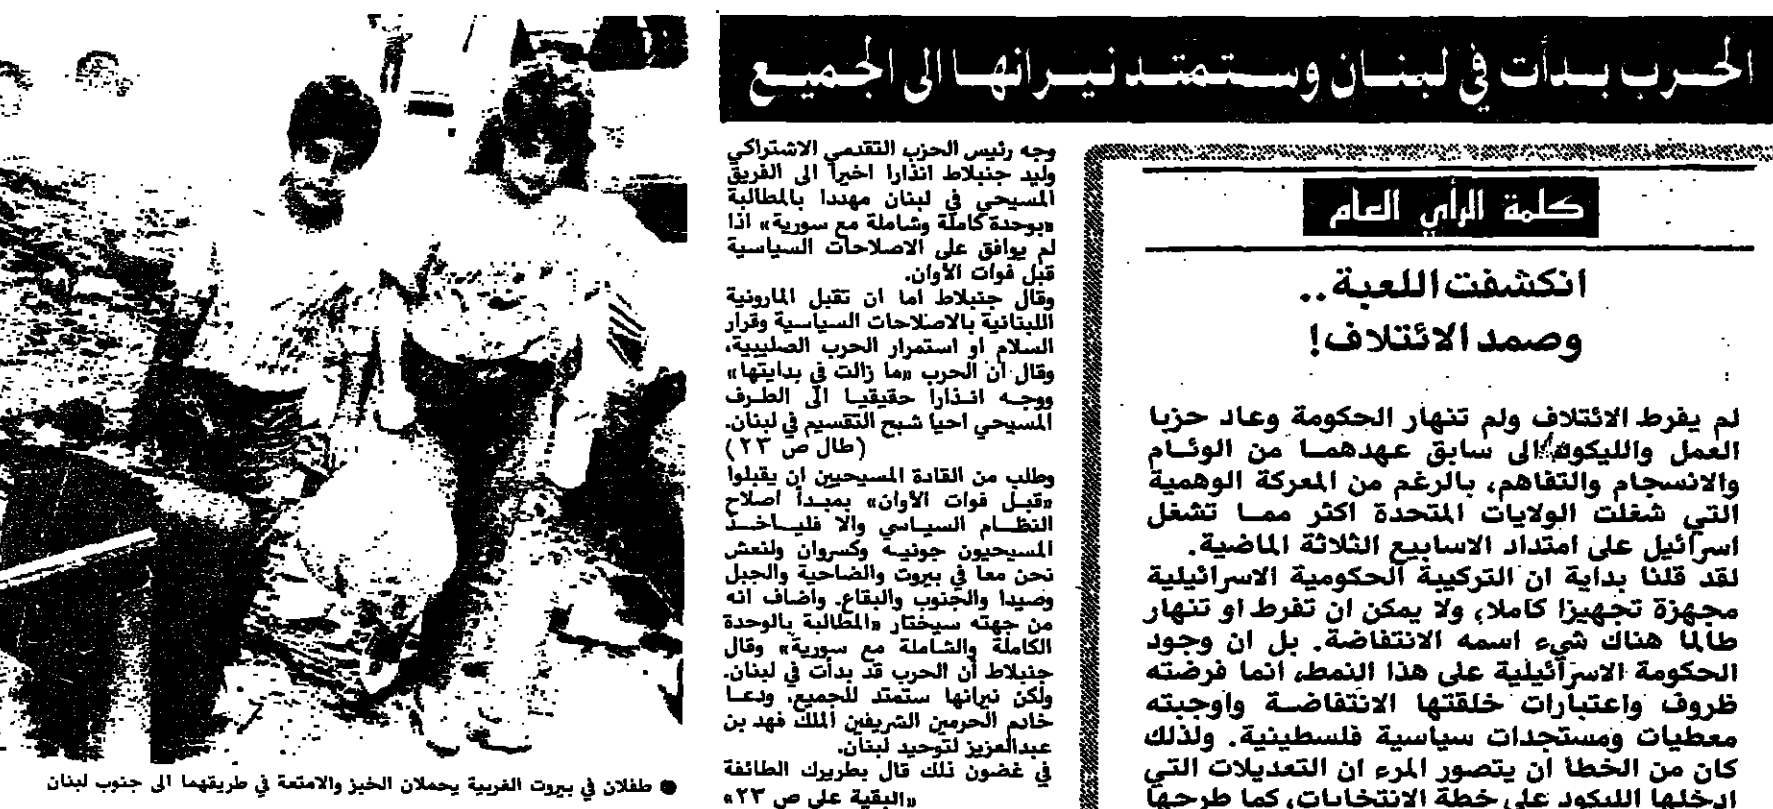 الحرب بدأت في لبنان وستمتد نيرانها الى الجميع
كلمة الرأي العام
انكشفت اللعبة ..
وصمد الائتلاف!
لم يفرط الائتلاف ولم تنهار الحكومة وعاد حزبا
العمل والليكود الى سابق عهدهما من الوئام
والانسجام والتفاهم، بالرغم من المعركة الوهمية
التي شغلت الولايات المتحدة اكثر مما تشغل
اسرائيل على امتداد الاسابيع الثلاثة الماضية.
لقد قلنا بداية ان التركيبة الحكومية الاسرائيلية
مجهزة تجهيزا كاملا، ولا يمكن ان تفرط او تنهار
طالما هناك شيء اسمه الانتفاضة. بل ان وجود
الحكومة الاسرائيلية على هذا النمط، انما فرضته
ظروف واعتبارات خلقتها الانتفاضة واوجبته
معطيات ومستجدات سياسية فلسطينية. ولذلك
كان من الخطأ أن يتصور المرء ان التعديلات التي
ادخلها الليكود على خطة الانتخابات، كما طرحها
وجه رئيس الحزب التقدمي الاشتراكي
وليد جنبلاط انذارا اخيرا الى الفريق
المسيحي في لبنان مهددا بالمطالبة
«بوحدة كاملة وشاملة مع سورية» اذا
لم يوافق على الاصلاحات السياسية
قبل فوات الأوان.
وقال جنبلاط اما ان تقبل المارونية
اللبنانية بالاصلاحات السياسية وقرار
السلام او استمرار الحرب الصليبية،
وقال أن الحرب «ما زالت في بدايتها»
ووجه انذارا حقيقيا الى الطرف
المسيحي احيا شبح التقسيم في لبنان.
(طال ص ٢٣)
وطلب من القادة المسيحيين ان يقبلوا
«قبل فوات الأوان» بمبدأ اصلاح
النظام السياسي والا فليأخذ
المسيحيون جونيه وكسروان ولنعش
نحن معا في بيروت والضاحية والجبل
وصيدا والجنوب والبقاع. واضاف انه
من جهته سيختار «المطالبة بالوحدة
الكاملة والشاملة مع سورية» وقال
جنبلاط أن الحرب قد بدأت في لبنان.
ولكن نيرانها ستمتد للجميع. ودعا
خادم الحرمين الشريفين الملك فهد بن
عبدالعزيز لتوحيد لبنان.
في غضون ذلك قال بطريرك الطائفة
«البقية على ص ٢٣»
● طفلان في بيروت الغربية يحملان الخبز والامتعة في طريقهما الى جنوب لبنان